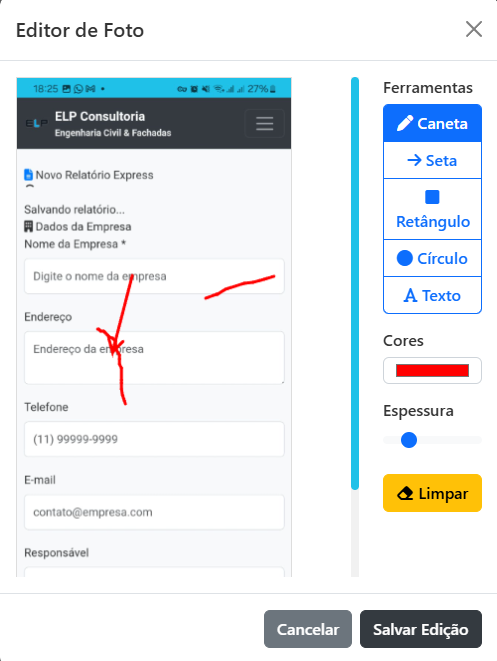 Editor de Foto
18:25
27%
ELP
ELP Consultoria
Engenharia Civil & Fachadas
Novo Relatório Express
Salvando relatório...
Dados da Empresa
Nome da Empresa *
Digite o nome da empresa
Endereço
Endereço da empresa
Telefone
(11) 99999-9999
E-mail
contato@empresa.com
Responsável
Ferramentas
Caneta
Seta
Retângulo
Círculo
A Texto
Cores
Espessura
Limpar
Cancelar
Salvar Edição